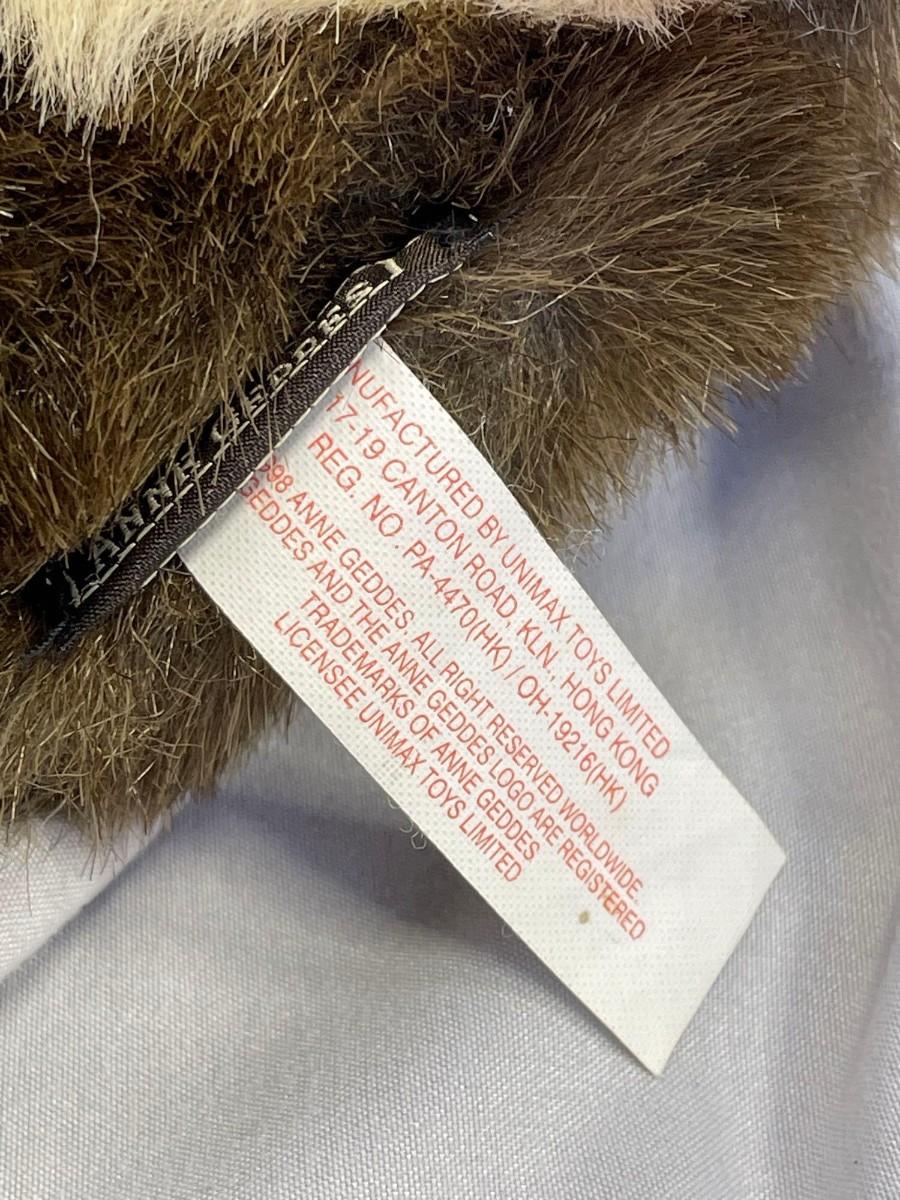 ANNE GEDDES
NUFACTURED BY UNIMAX TOYS LIMITED
17-19 CANTON ROAD, KLN., HONG KONG
REG. NO. PA-4470(HK) / OH-19216(HK)
998 ANNE GEDDES. ALL RIGHT RESERVED WORLDWIDE.
GEDDES AND THE ANNE GEDDES LOGO ARE REGISTERED
TRADEMARKS OF ANNE GEDDES
LICENSEE UNIMAX TOYS LIMITED